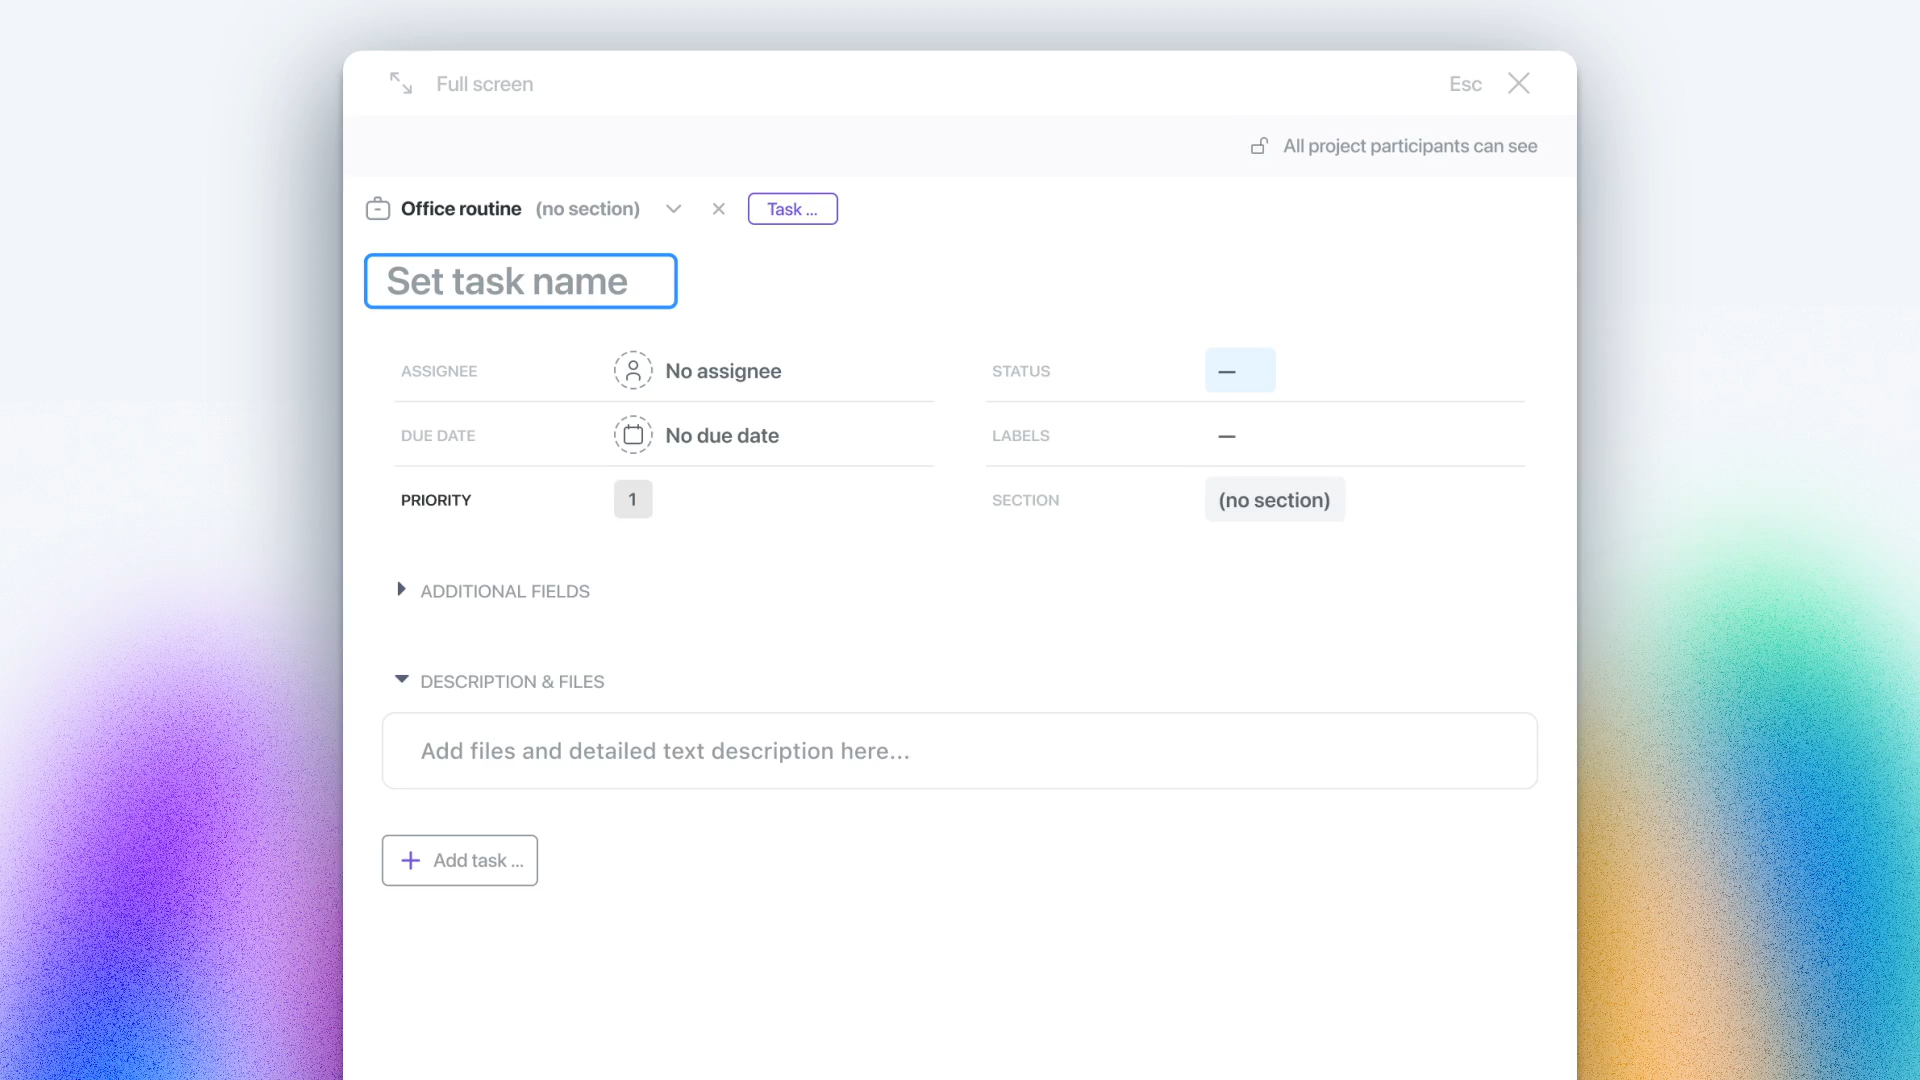 Full screen
Esc
All project participants can see
Office routine (no section)
Task ...
Set task name
ASSIGNEE No assignee
STATUS —
DUE DATE No due date
LABELS —
PRIORITY 1
SECTION (no section)
ADDITIONAL FIELDS
DESCRIPTION & FILES
Add files and detailed text description here...
Add task ...